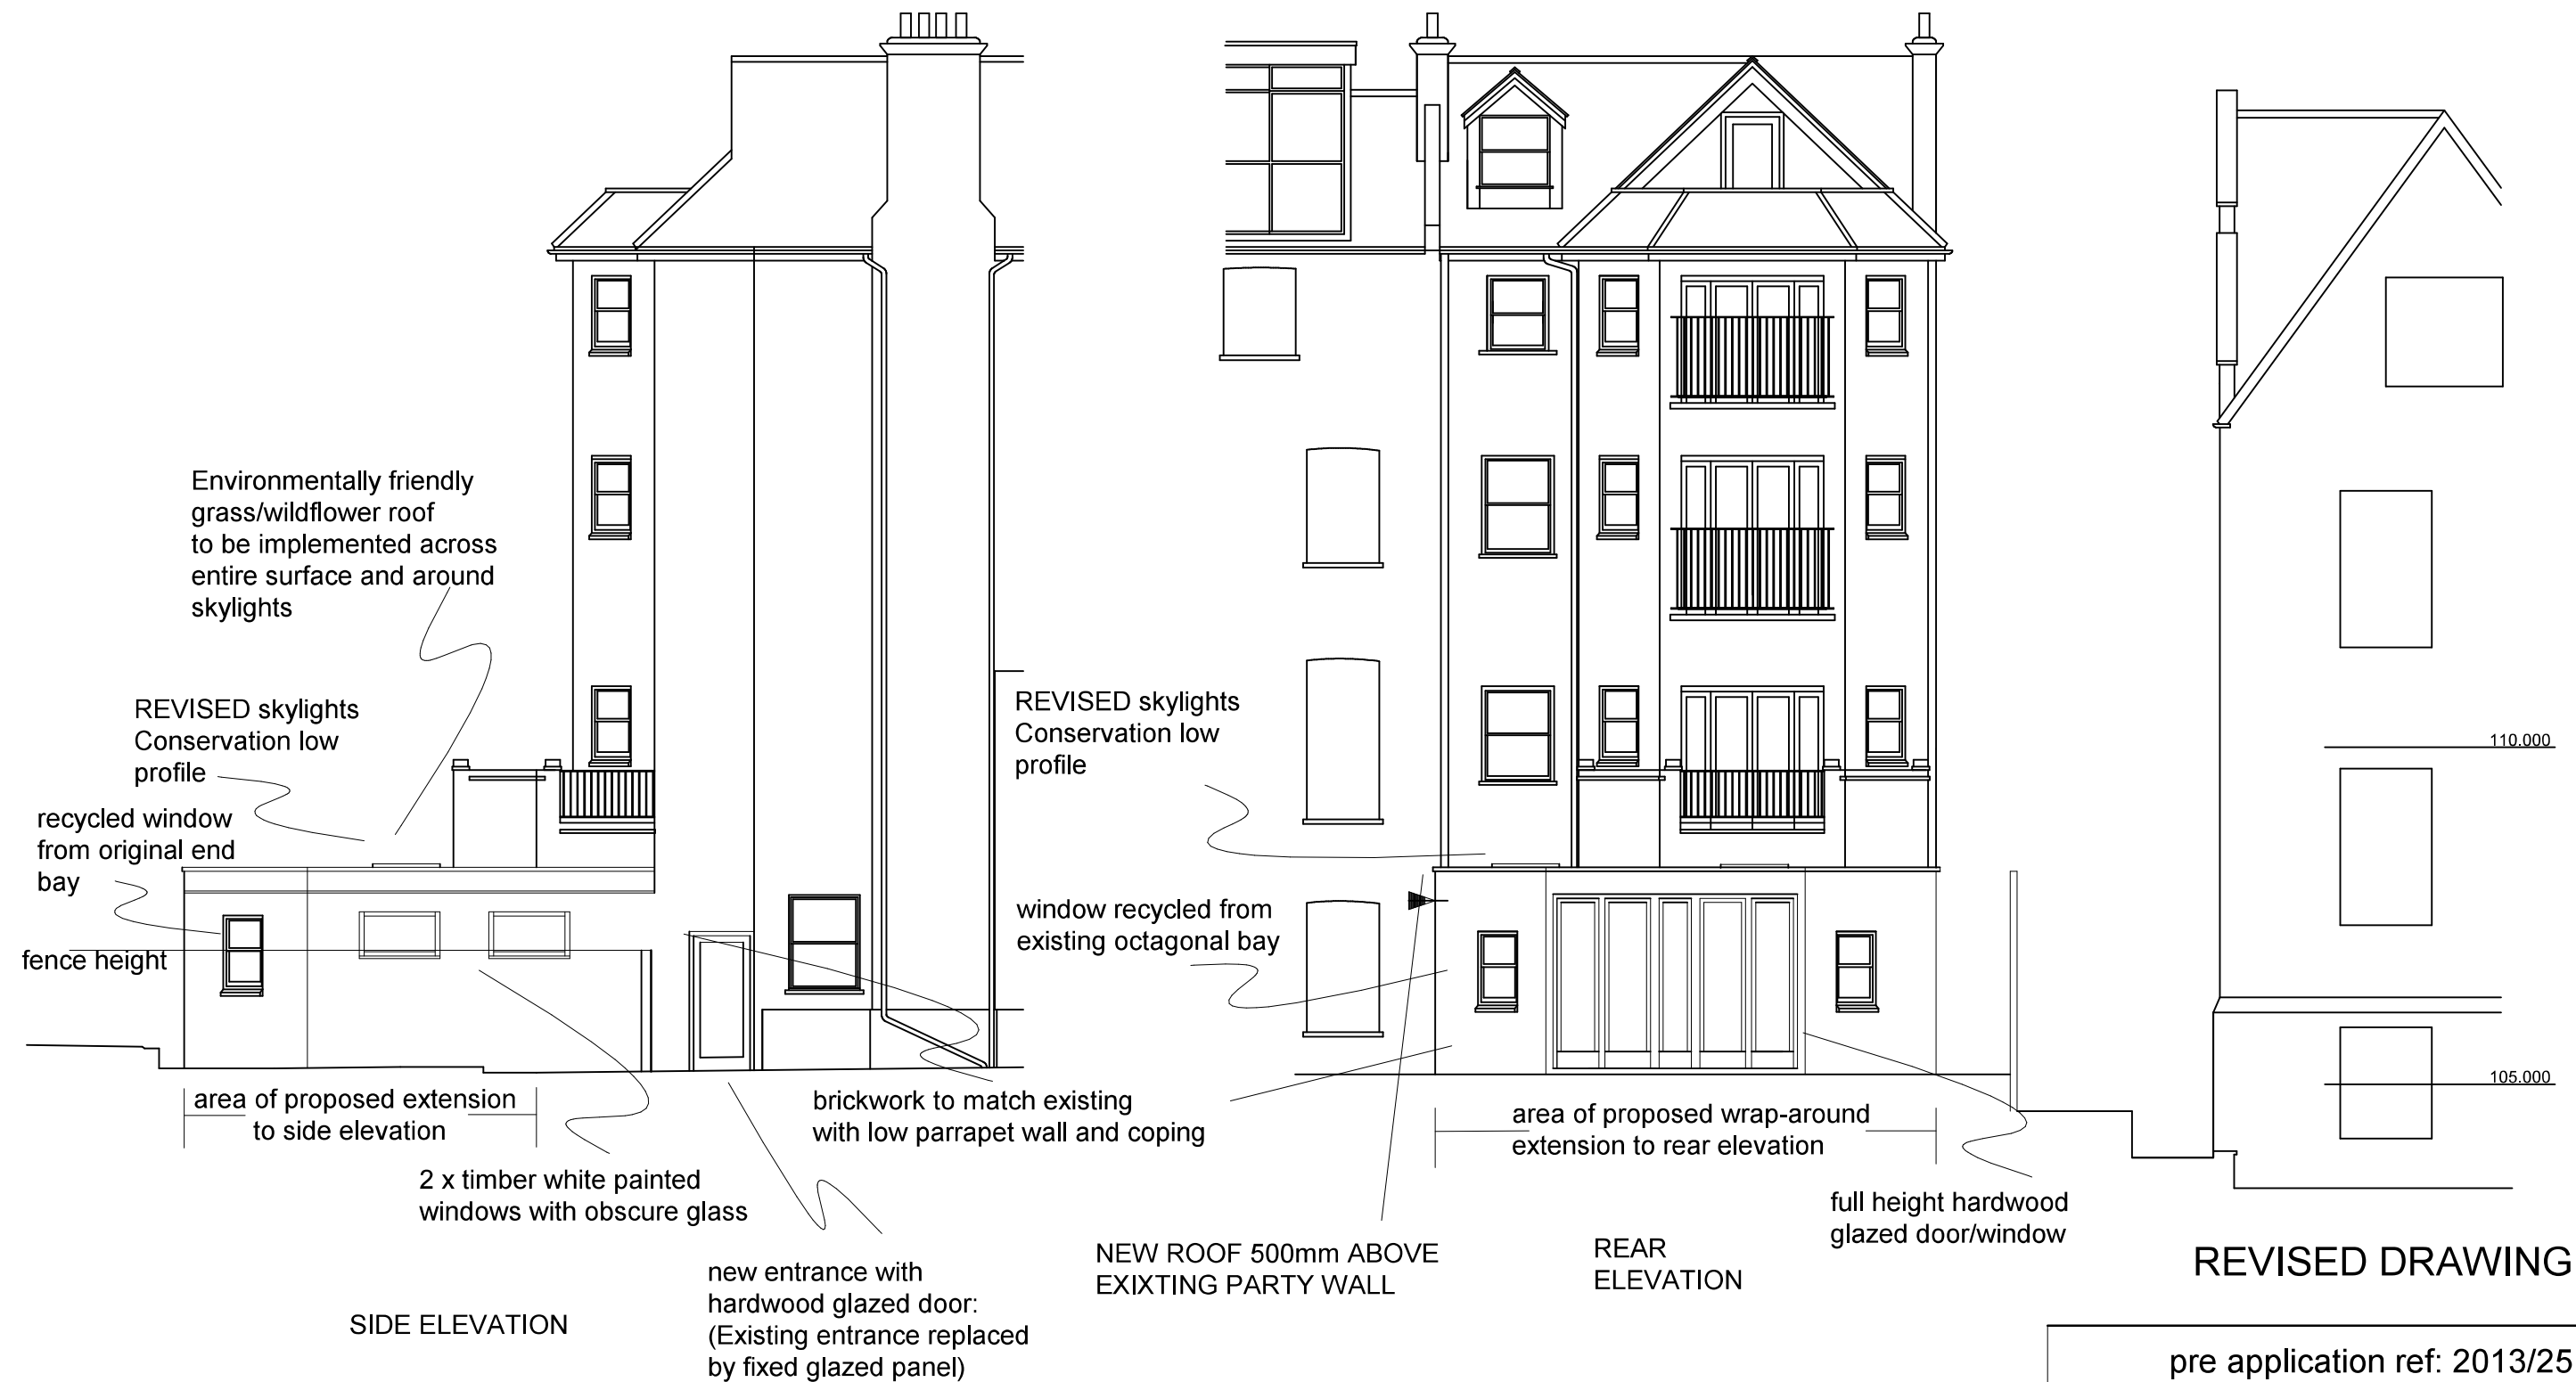 Environmentally friendly
grass/wildflower roof
to be implemented across
entire surface and around
skylights
REVISED skylights
Conservation low
profile
recycled window
from original end
bay
fence height
area of proposed extension
to side elevation
2 x timber white painted
windows with obscure glass
new entrance with
hardwood glazed door:
(Existing entrance replaced
by fixed glazed panel)
SIDE ELEVATION
brickwork to match existing
with low parrapet wall and coping
REVISED skylights
Conservation low
profile
window recycled from
existing octagonal bay
NEW ROOF 500mm ABOVE
EXIXTING PARTY WALL
area of proposed wrap-around
extension to rear elevation
full height hardwood
glazed door/window
REAR
ELEVATION
110.000
105.000
REVISED DRAWING
pre application ref: 2013/25